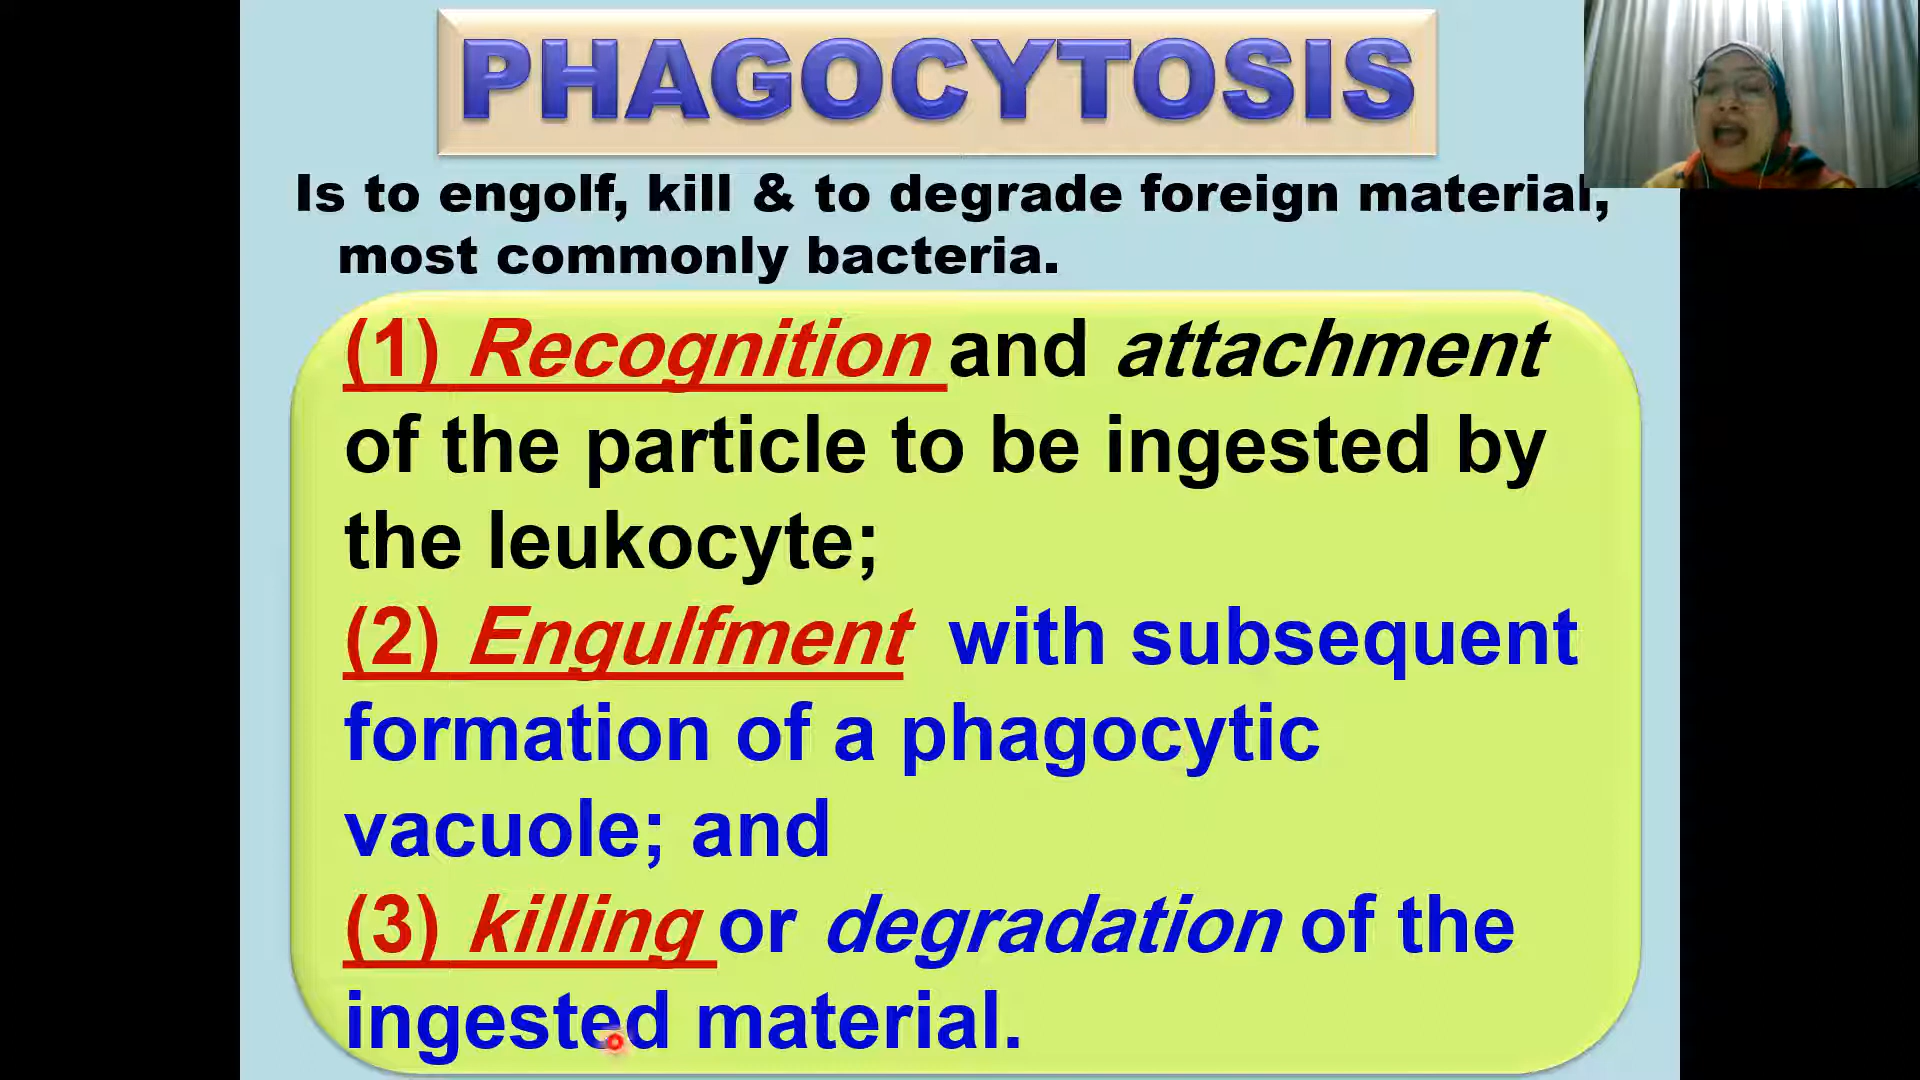 PHAGOCYTOSIS
Is to engolf, kill & to degrade foreign material,
most commonly bacteria.
(1) Recognition and attachment
of the particle to be ingested by
the leukocyte;
(2) Engulfment with subsequent
formation of a phagocytic
vacuole; and
(3) killing or degradation of the
ingested material.